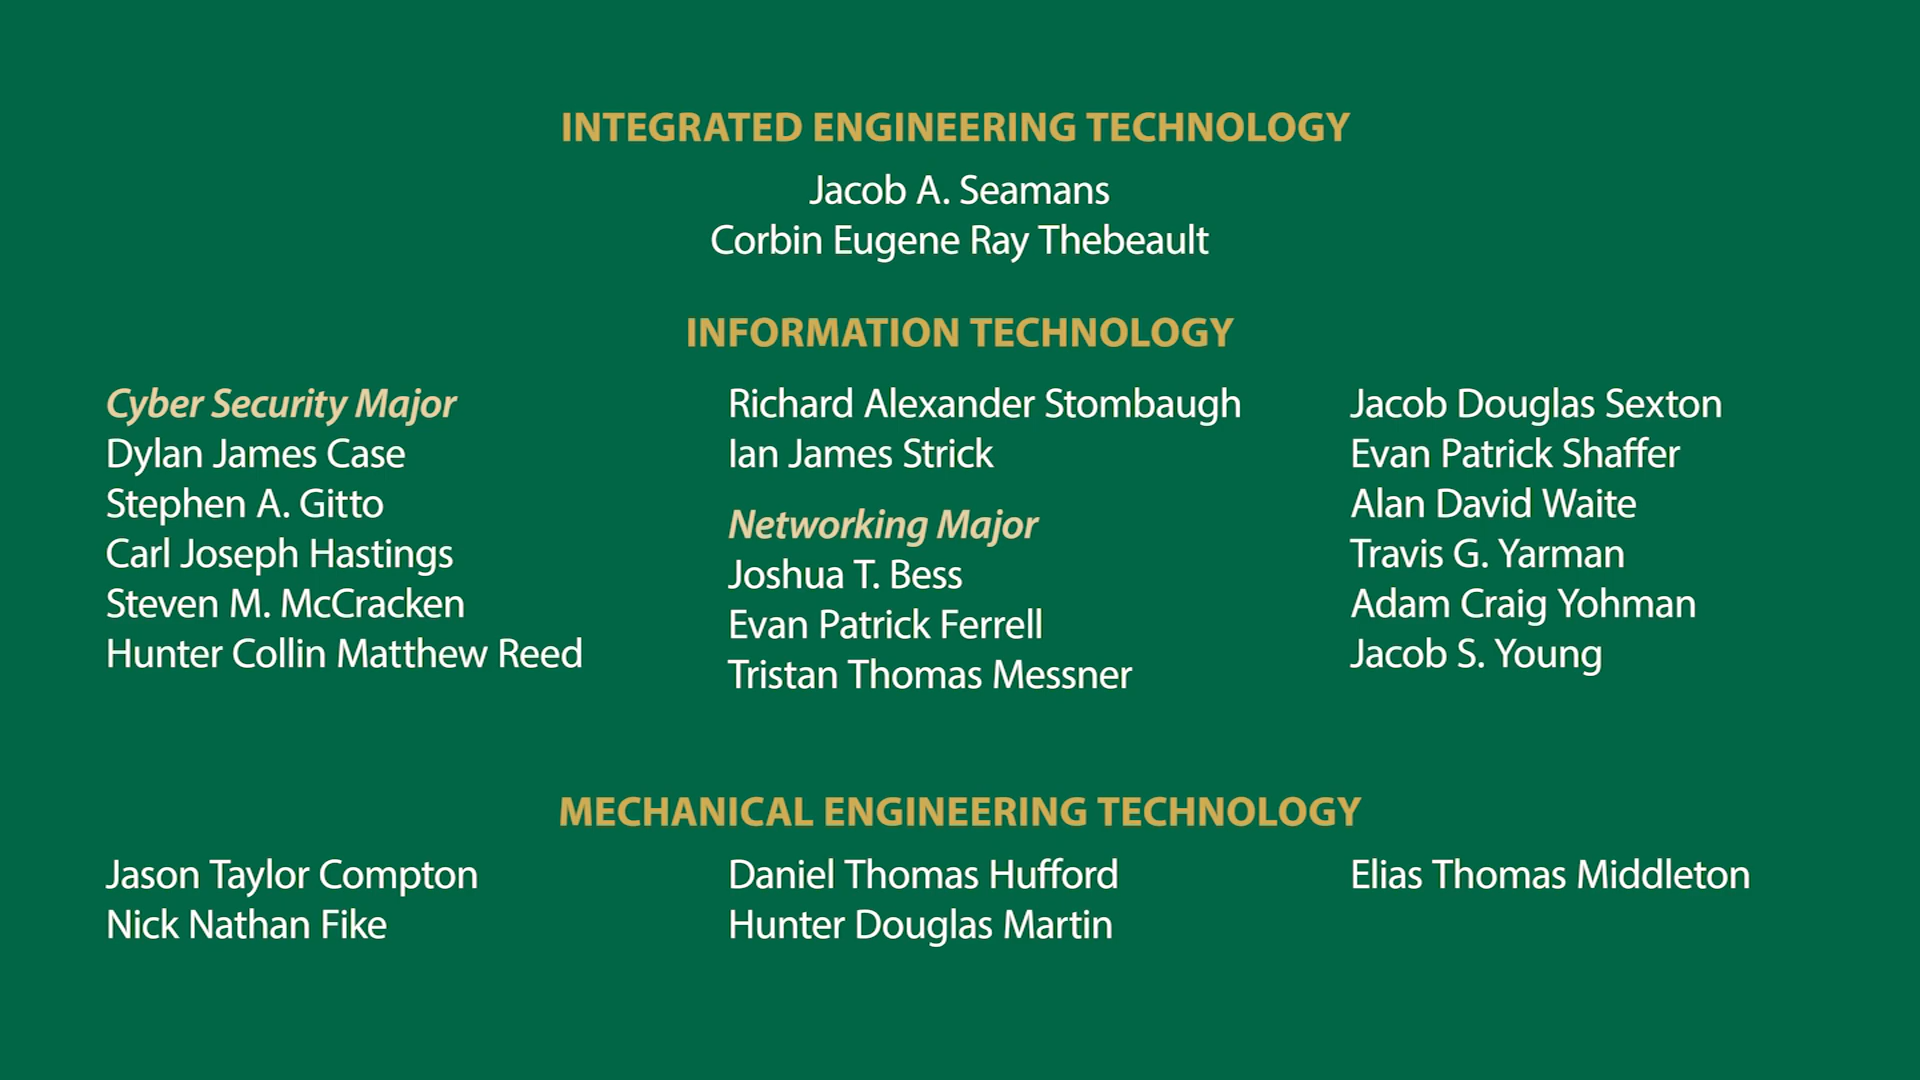 INTEGRATED ENGINEERING TECHNOLOGY
Jacob A. Seamans
Corbin Eugene Ray Thebeault
INFORMATION TECHNOLOGY
Cyber Security Major
Dylan James Case
Stephen A. Gitto
Carl Joseph Hastings
Steven M. McCracken
Hunter Collin Matthew Reed
Richard Alexander Stombaugh
Ian James Strick
Networking Major
Joshua T. Bess
Evan Patrick Ferrell
Tristan Thomas Messner
Jacob Douglas Sexton
Evan Patrick Shaffer
Alan David Waite
Travis G. Yarman
Adam Craig Yohman
Jacob S. Young
MECHANICAL ENGINEERING TECHNOLOGY
Jason Taylor Compton
Nick Nathan Fike
Daniel Thomas Hufford
Hunter Douglas Martin
Elias Thomas Middleton